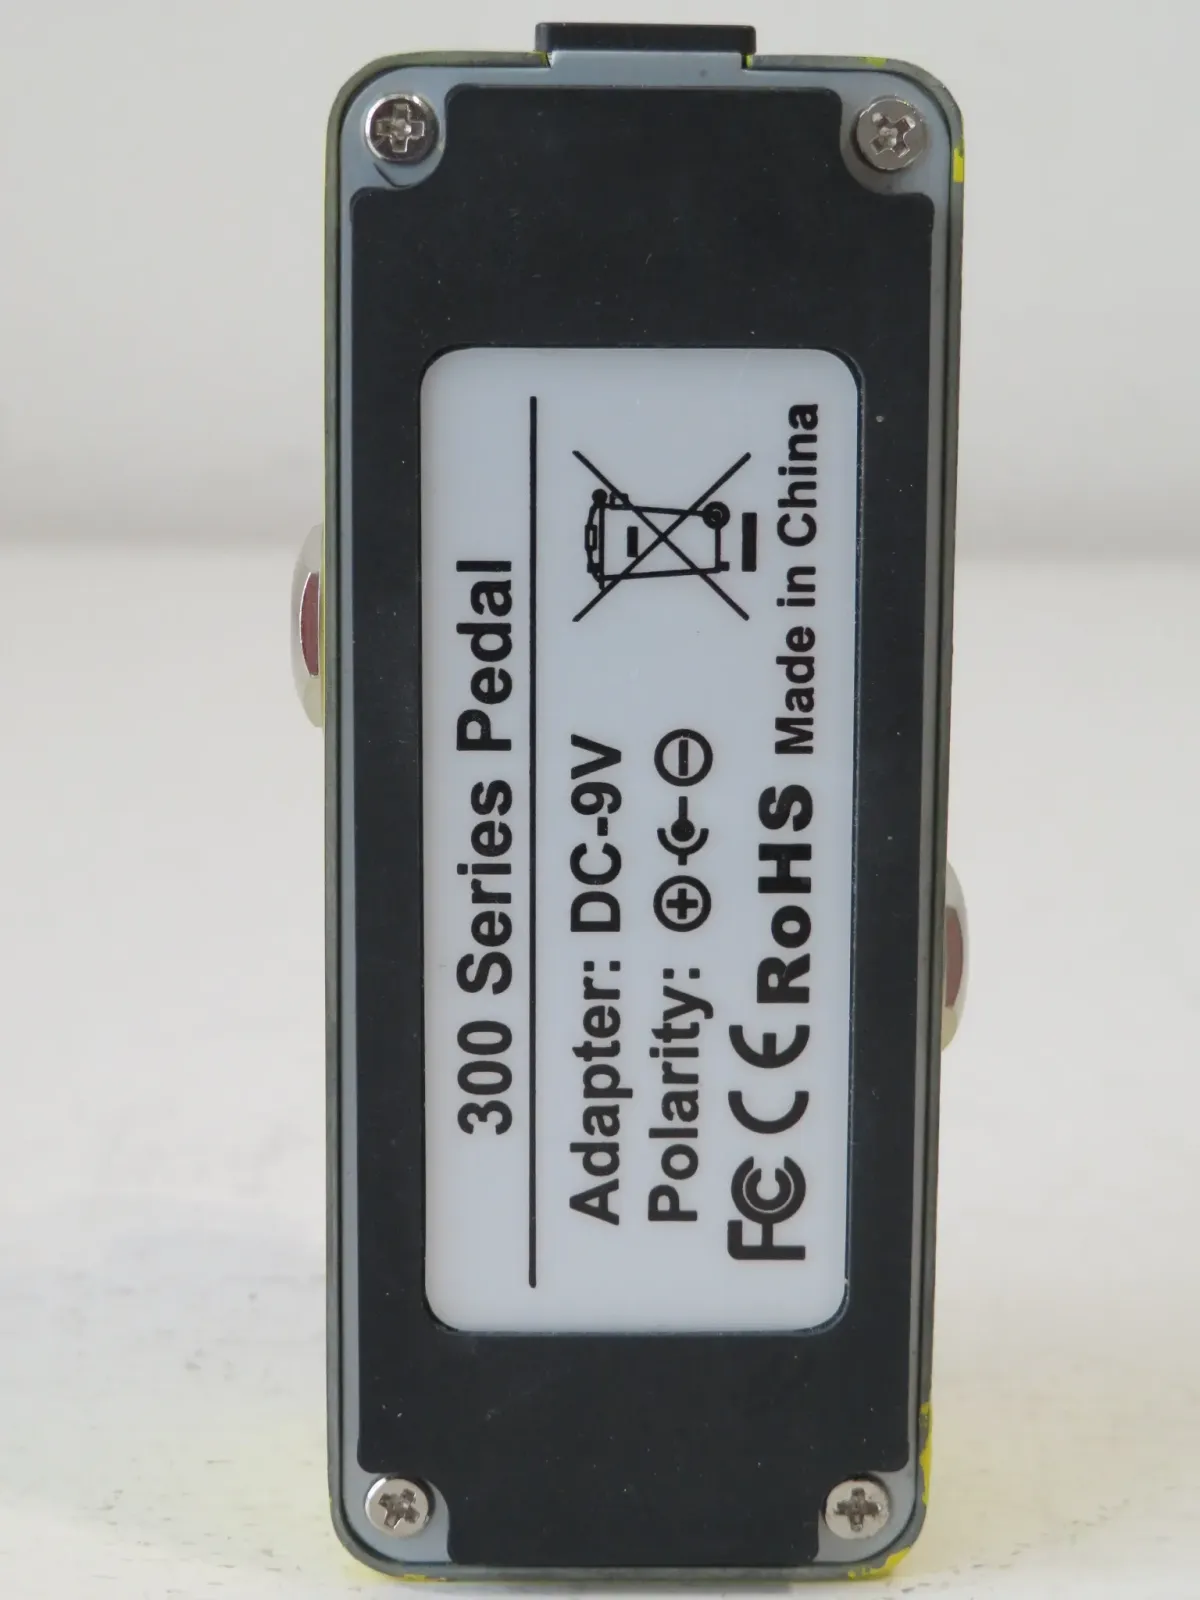 300 Series Pedal
Adapter: DC-9V
Polarity: + -
FC CE RoHS Made in China